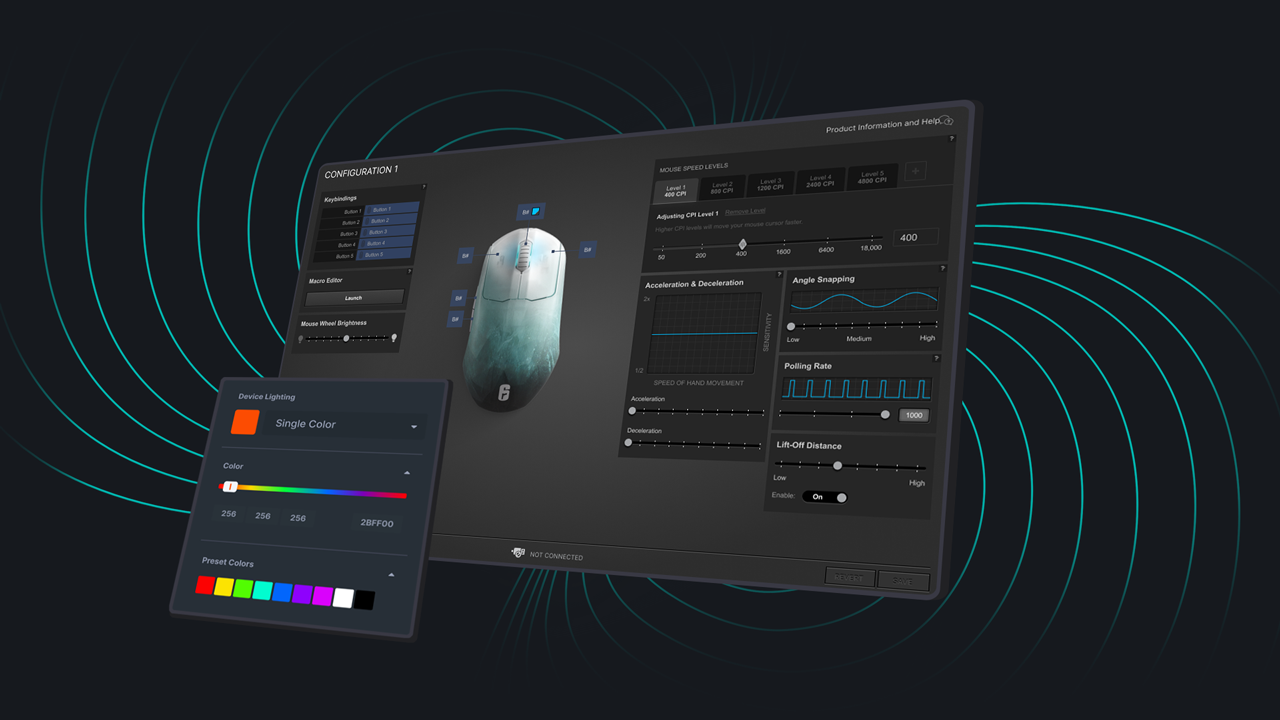 CONFIGURATION 1
Product Information and Help
?
Keybindings
Button 1 Button 1
Button 2 Button 2
Button 3 Button 3
Button 4 Button 4
Button 5 Button 5
?
Macro Editor
Launch
Mouse Wheel Brightness
B#
B#
B#
B#
B#
?
MOUSE SPEED LEVELS
Level 1
400 CPI
Level 2
800 CPI
Level 3
1200 CPI
Level 4
2400 CPI
Level 5
4800 CPI
+
Adjusting CPI Level 1 Remove Level
Higher CPI levels will move your mouse cursor faster.
50 200 400 1600 6400 18,000
400
Acceleration & Deceleration
?
2x
1/2
SENSITIVITY
SPEED OF HAND MOVEMENT
Acceleration
Deceleration
Angle Snapping
?
Low Medium High
Polling Rate
?
1000
Lift-Off Distance
Low High
Enable: On
NOT CONNECTED
REVERT SAVE
Device Lighting
Single Color
Color
256 256 256 2BFF00
Preset Colors